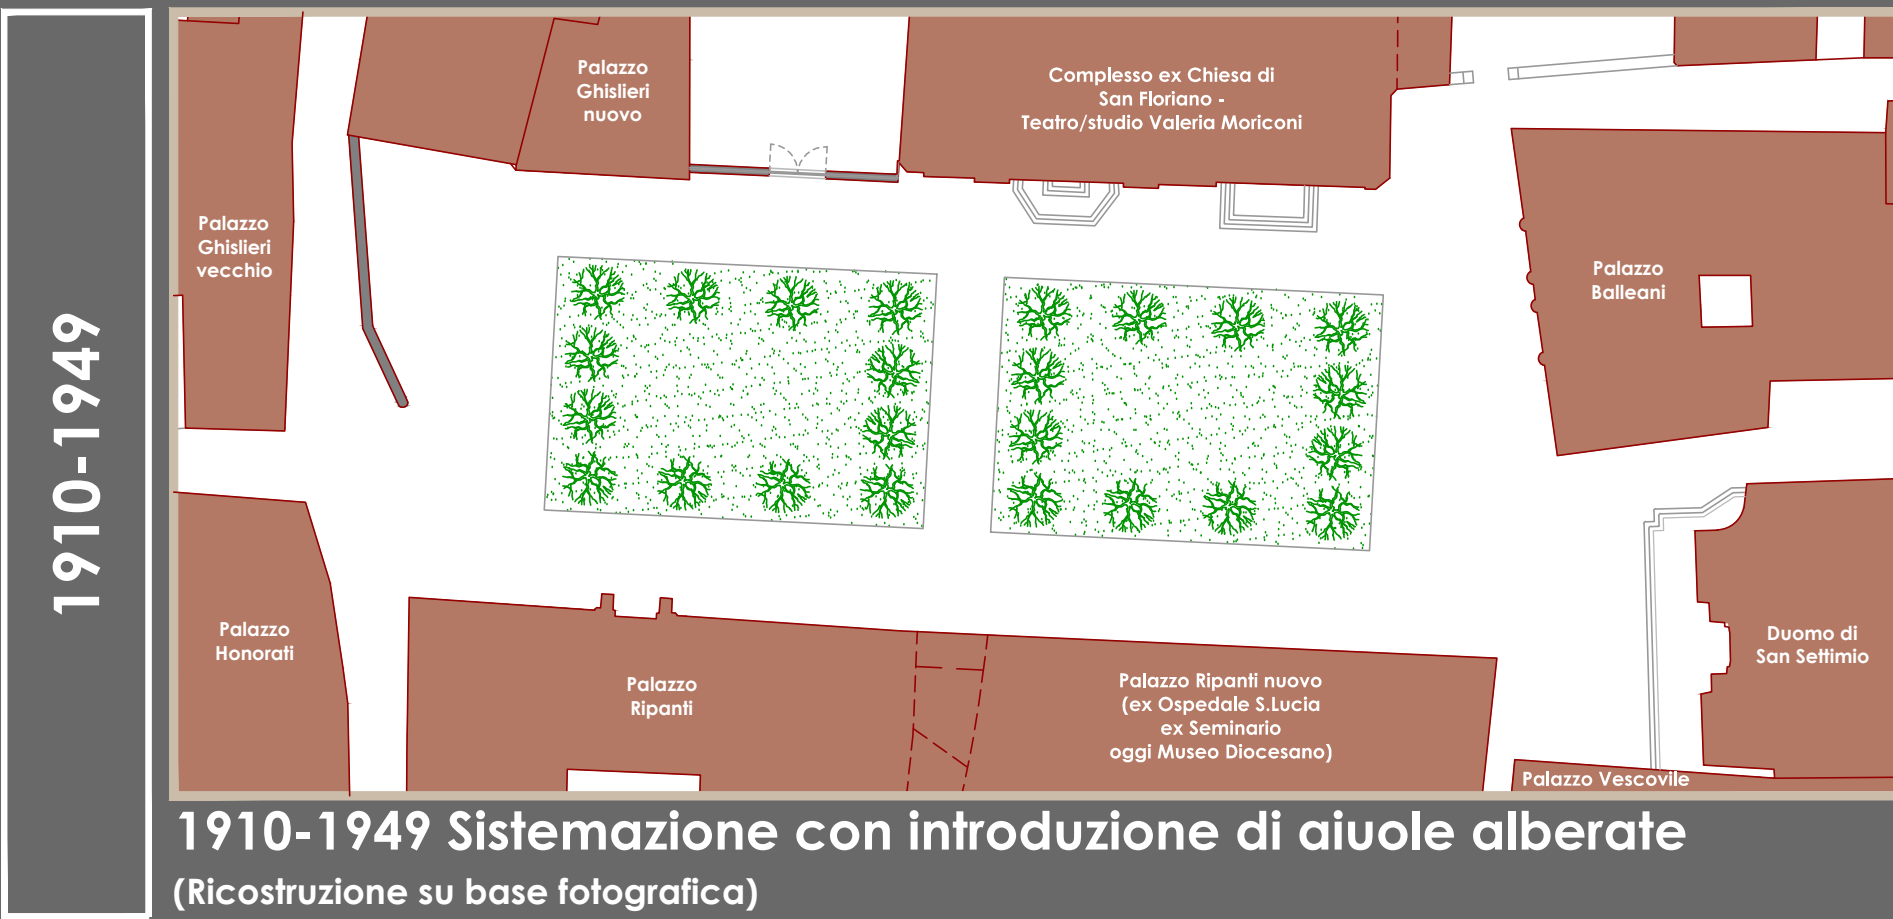 1910-1949
Palazzo
Ghislieri
nuovo
Complesso ex Chiesa di
San Floriano -
Teatro/studio Valeria Moriconi
Palazzo
Ghislieri
vecchio
Palazzo
Balleani
Palazzo
Honorati
Palazzo
Ripanti
Palazzo Ripanti nuovo
(ex Ospedale S.Lucia
ex Seminario
oggi Museo Diocesano)
Duomo di
San Settimio
Palazzo Vescovile
1910-1949 Sistemazione con introduzione di aiuole alberate
(Ricostruzione su base fotografica)